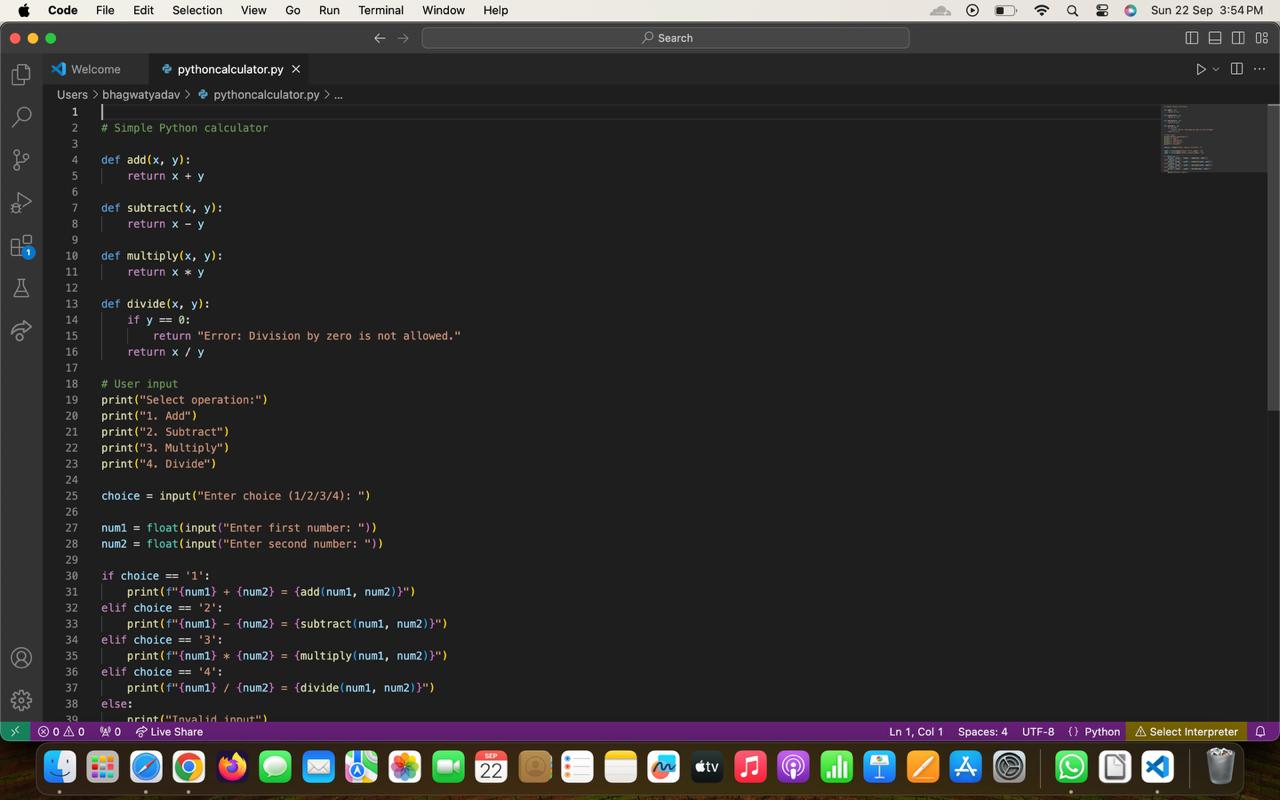 Code File Edit Selection View Go Run Terminal Window Help Sun 22 Sep 3:54 PM
Search
Welcome pythoncalculator.py
Users > bhagwatyadav > pythoncalculator.py > ...
1
2 # Simple Python calculator
3
4 def add(x, y):
5 return x + y
6
7 def subtract(x, y):
8 return x - y
9
10 def multiply(x, y):
11 return x * y
12
13 def divide(x, y):
14 if y == 0:
15 return "Error: Division by zero is not allowed."
16 return x / y
17
18 # User input
19 print("Select operation:")
20 print("1. Add")
21 print("2. Subtract")
22 print("3. Multiply")
23 print("4. Divide")
24
25 choice = input("Enter choice (1/2/3/4): ")
26
27 num1 = float(input("Enter first number: "))
28 num2 = float(input("Enter second number: "))
29
30 if choice == '1':
31 print(f"{num1} + {num2} = {add(num1, num2)}")
32 elif choice == '2':
33 print(f"{num1} - {num2} = {subtract(num1, num2)}")
34 elif choice == '3':
35 print(f"{num1} * {num2} = {multiply(num1, num2)}")
36 elif choice == '4':
37 print(f"{num1} / {num2} = {divide(num1, num2)}")
38 else:
39 print("Invalid input")
1
0 0 0 Live Share Ln 1, Col 1 Spaces: 4 UTF-8 {} Python Select Interpreter
SEP
22
tv